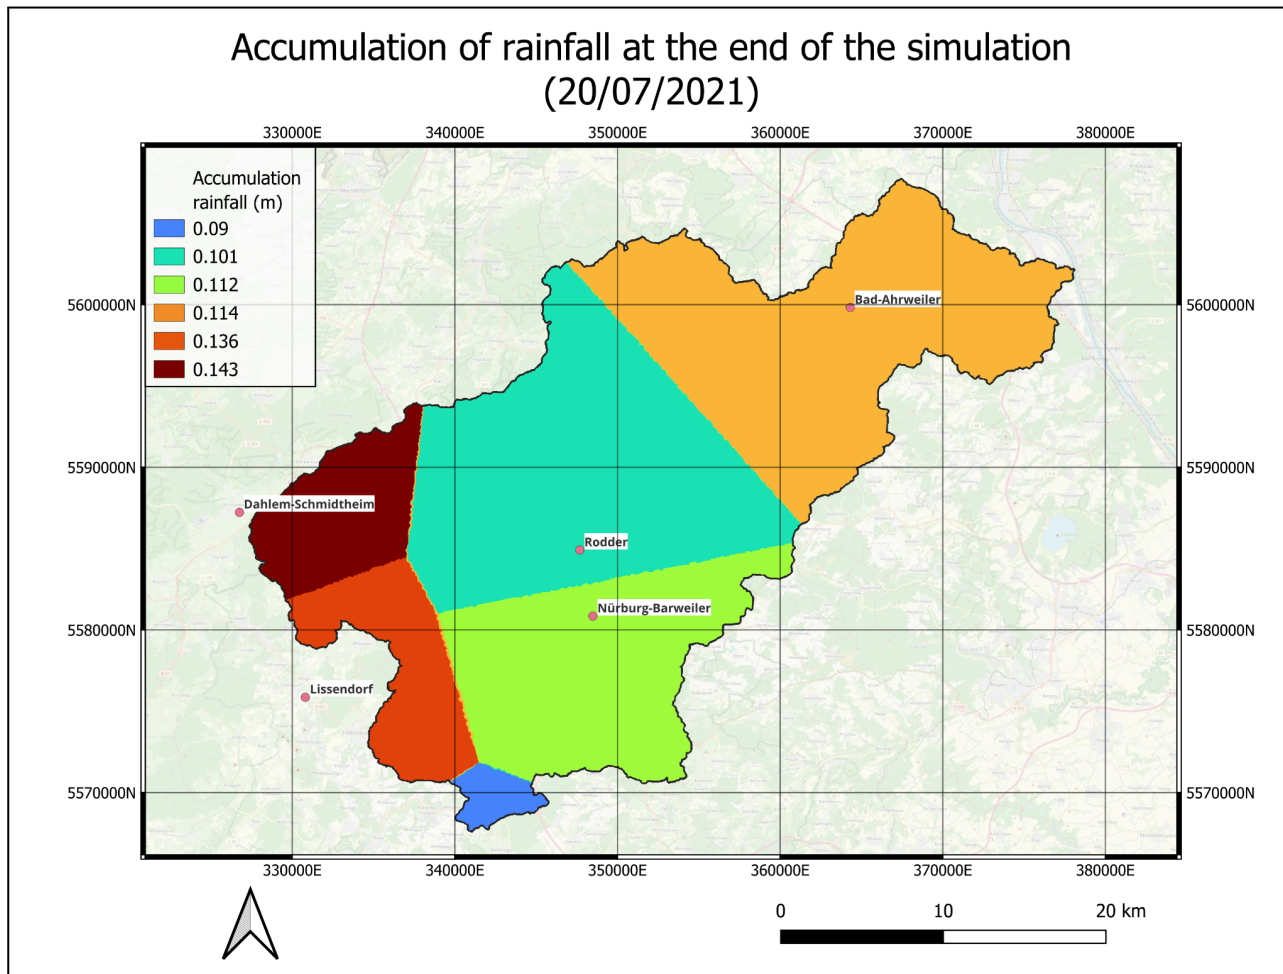 Accumulation of rainfall at the end of the simulation
(20/07/2021)
330000E 340000E 350000E 360000E 370000E 380000E
Accumulation
rainfall (m)
0.09
0.101
0.112
0.114
0.136
0.143
5600000N 5600000N
Bad-Ahrweiler
5590000N 5590000N
Dahlem-Schmidtheim
Rodder
Nürburg-Barweiler
5580000N 5580000N
Lissendorf
5570000N 5570000N
330000E 340000E 350000E 360000E 370000E 380000E
0 10 20 km